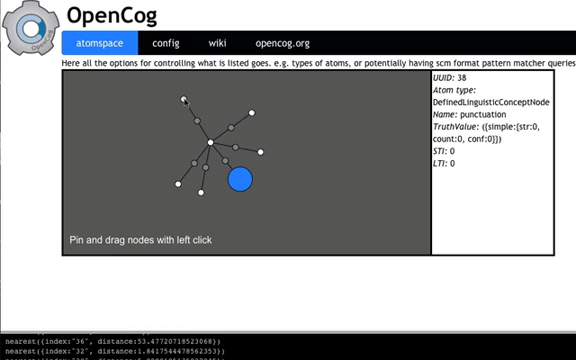 OpenCog
OpenCog
atomspace config wiki opencog.org
Here all the options for controlling what is listed goes. e.g. types of atoms, or potentially having scm format pattern matcher queries
UUID: 38
Atom type:
DefinedLinguisticConceptNode
Name: punctuation
TruthValue: ({simple:{str:0,
count:0, conf:0}})
STI: 0
LTI: 0
Pin and drag nodes with left click
nearest({index:"36", distance:53.47720718523068})
nearest({index:"32", distance:1.8417544478562353})